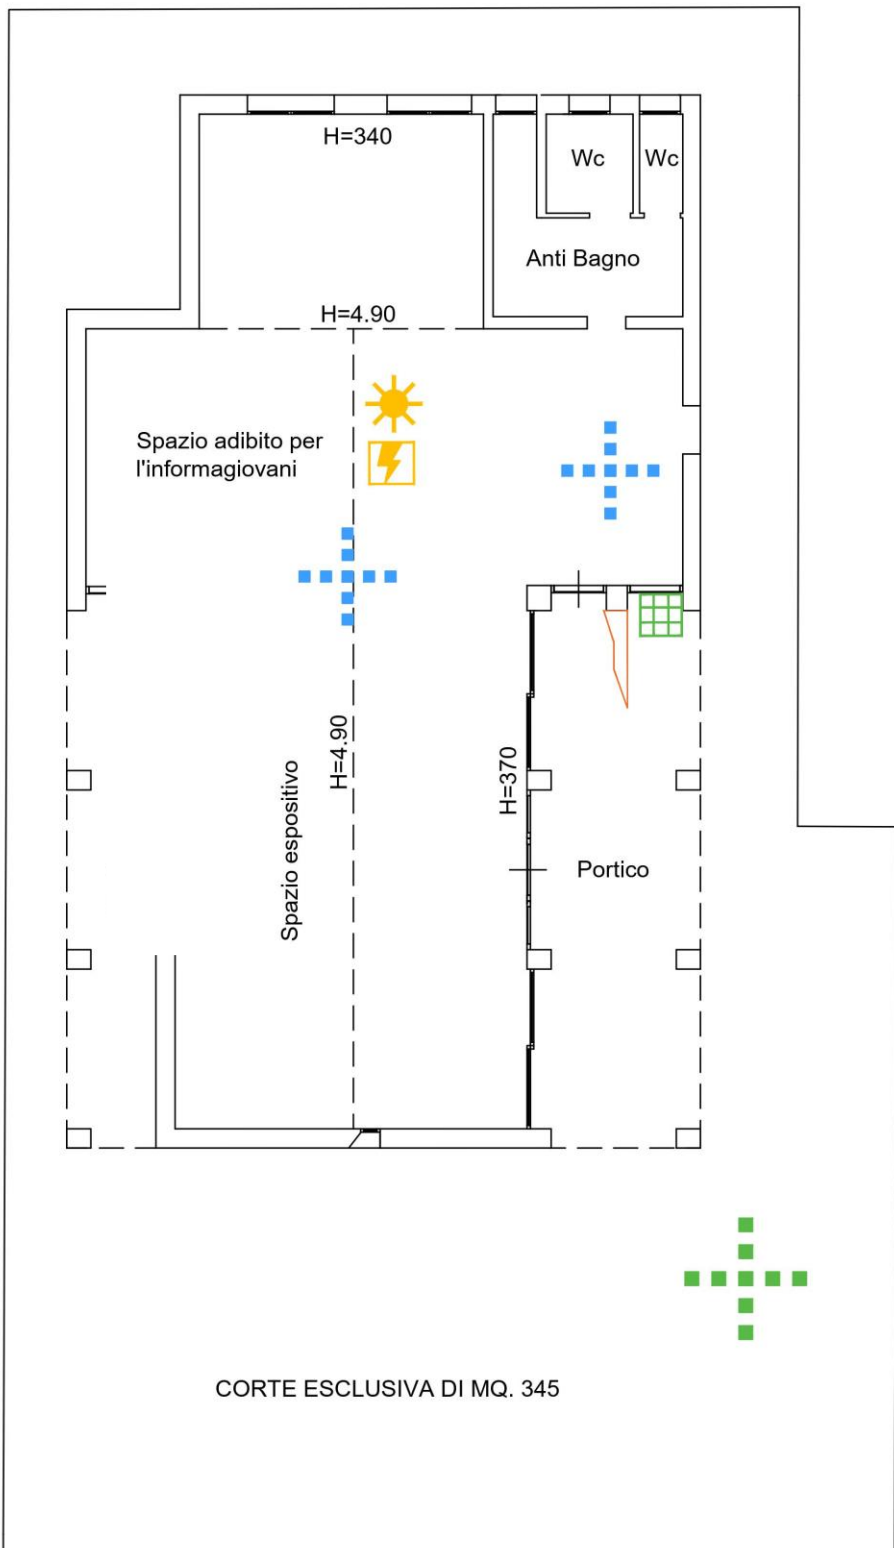 H=340
Wc
Wc
Anti Bagno
H=4.90
Spazio adibito per
l'informagiovani
H=4.90
H=370
Spazio espositivo
Portico
CORTE ESCLUSIVA DI MQ. 345